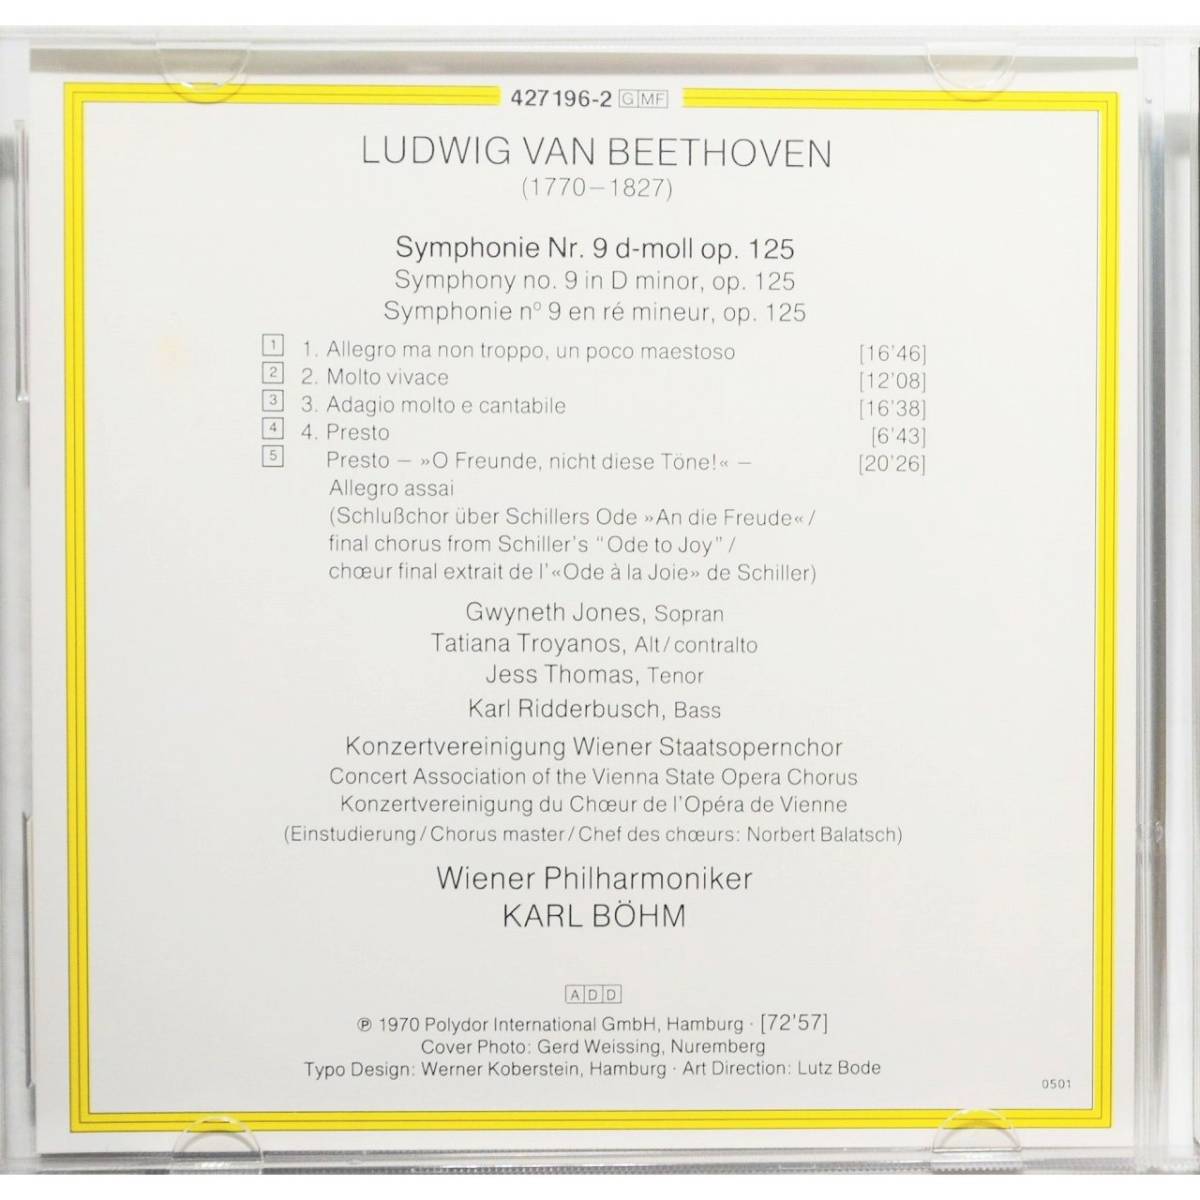 427196-2 G MF
LUDWIG VAN BEETHOVEN
(1770–1827)
Symphonie Nr. 9 d-moll op. 125
Symphony no. 9 in D minor, op. 125
Symphonie nº 9 en ré mineur, op. 125
1 1. Allegro ma non troppo, un poco maestoso [16'46]
2 2. Molto vivace [12'08]
3 3. Adagio molto e cantabile [16'38]
4 4. Presto [6'43]
5 Presto – »O Freunde, nicht diese Töne!« – [20'26]
Allegro assai
(Schlußchor über Schillers Ode »An die Freude« /
final chorus from Schiller's "Ode to Joy" /
chœur final extrait de l'«Ode à la Joie» de Schiller)
Gwyneth Jones, Sopran
Tatiana Troyanos, Alt / contralto
Jess Thomas, Tenor
Karl Ridderbusch, Bass
Konzertvereinigung Wiener Staatsopernchor
Concert Association of the Vienna State Opera Chorus
Konzertvereinigung du Chœur de l'Opéra de Vienne
(Einstudierung / Chorus master / Chef des chœurs: Norbert Balatsch)
Wiener Philharmoniker
KARL BÖHM
A D D
℗ 1970 Polydor International GmbH, Hamburg · [72'57]
Cover Photo: Gerd Weissing, Nuremberg
Typo Design: Werner Koberstein, Hamburg · Art Direction: Lutz Bode
0501